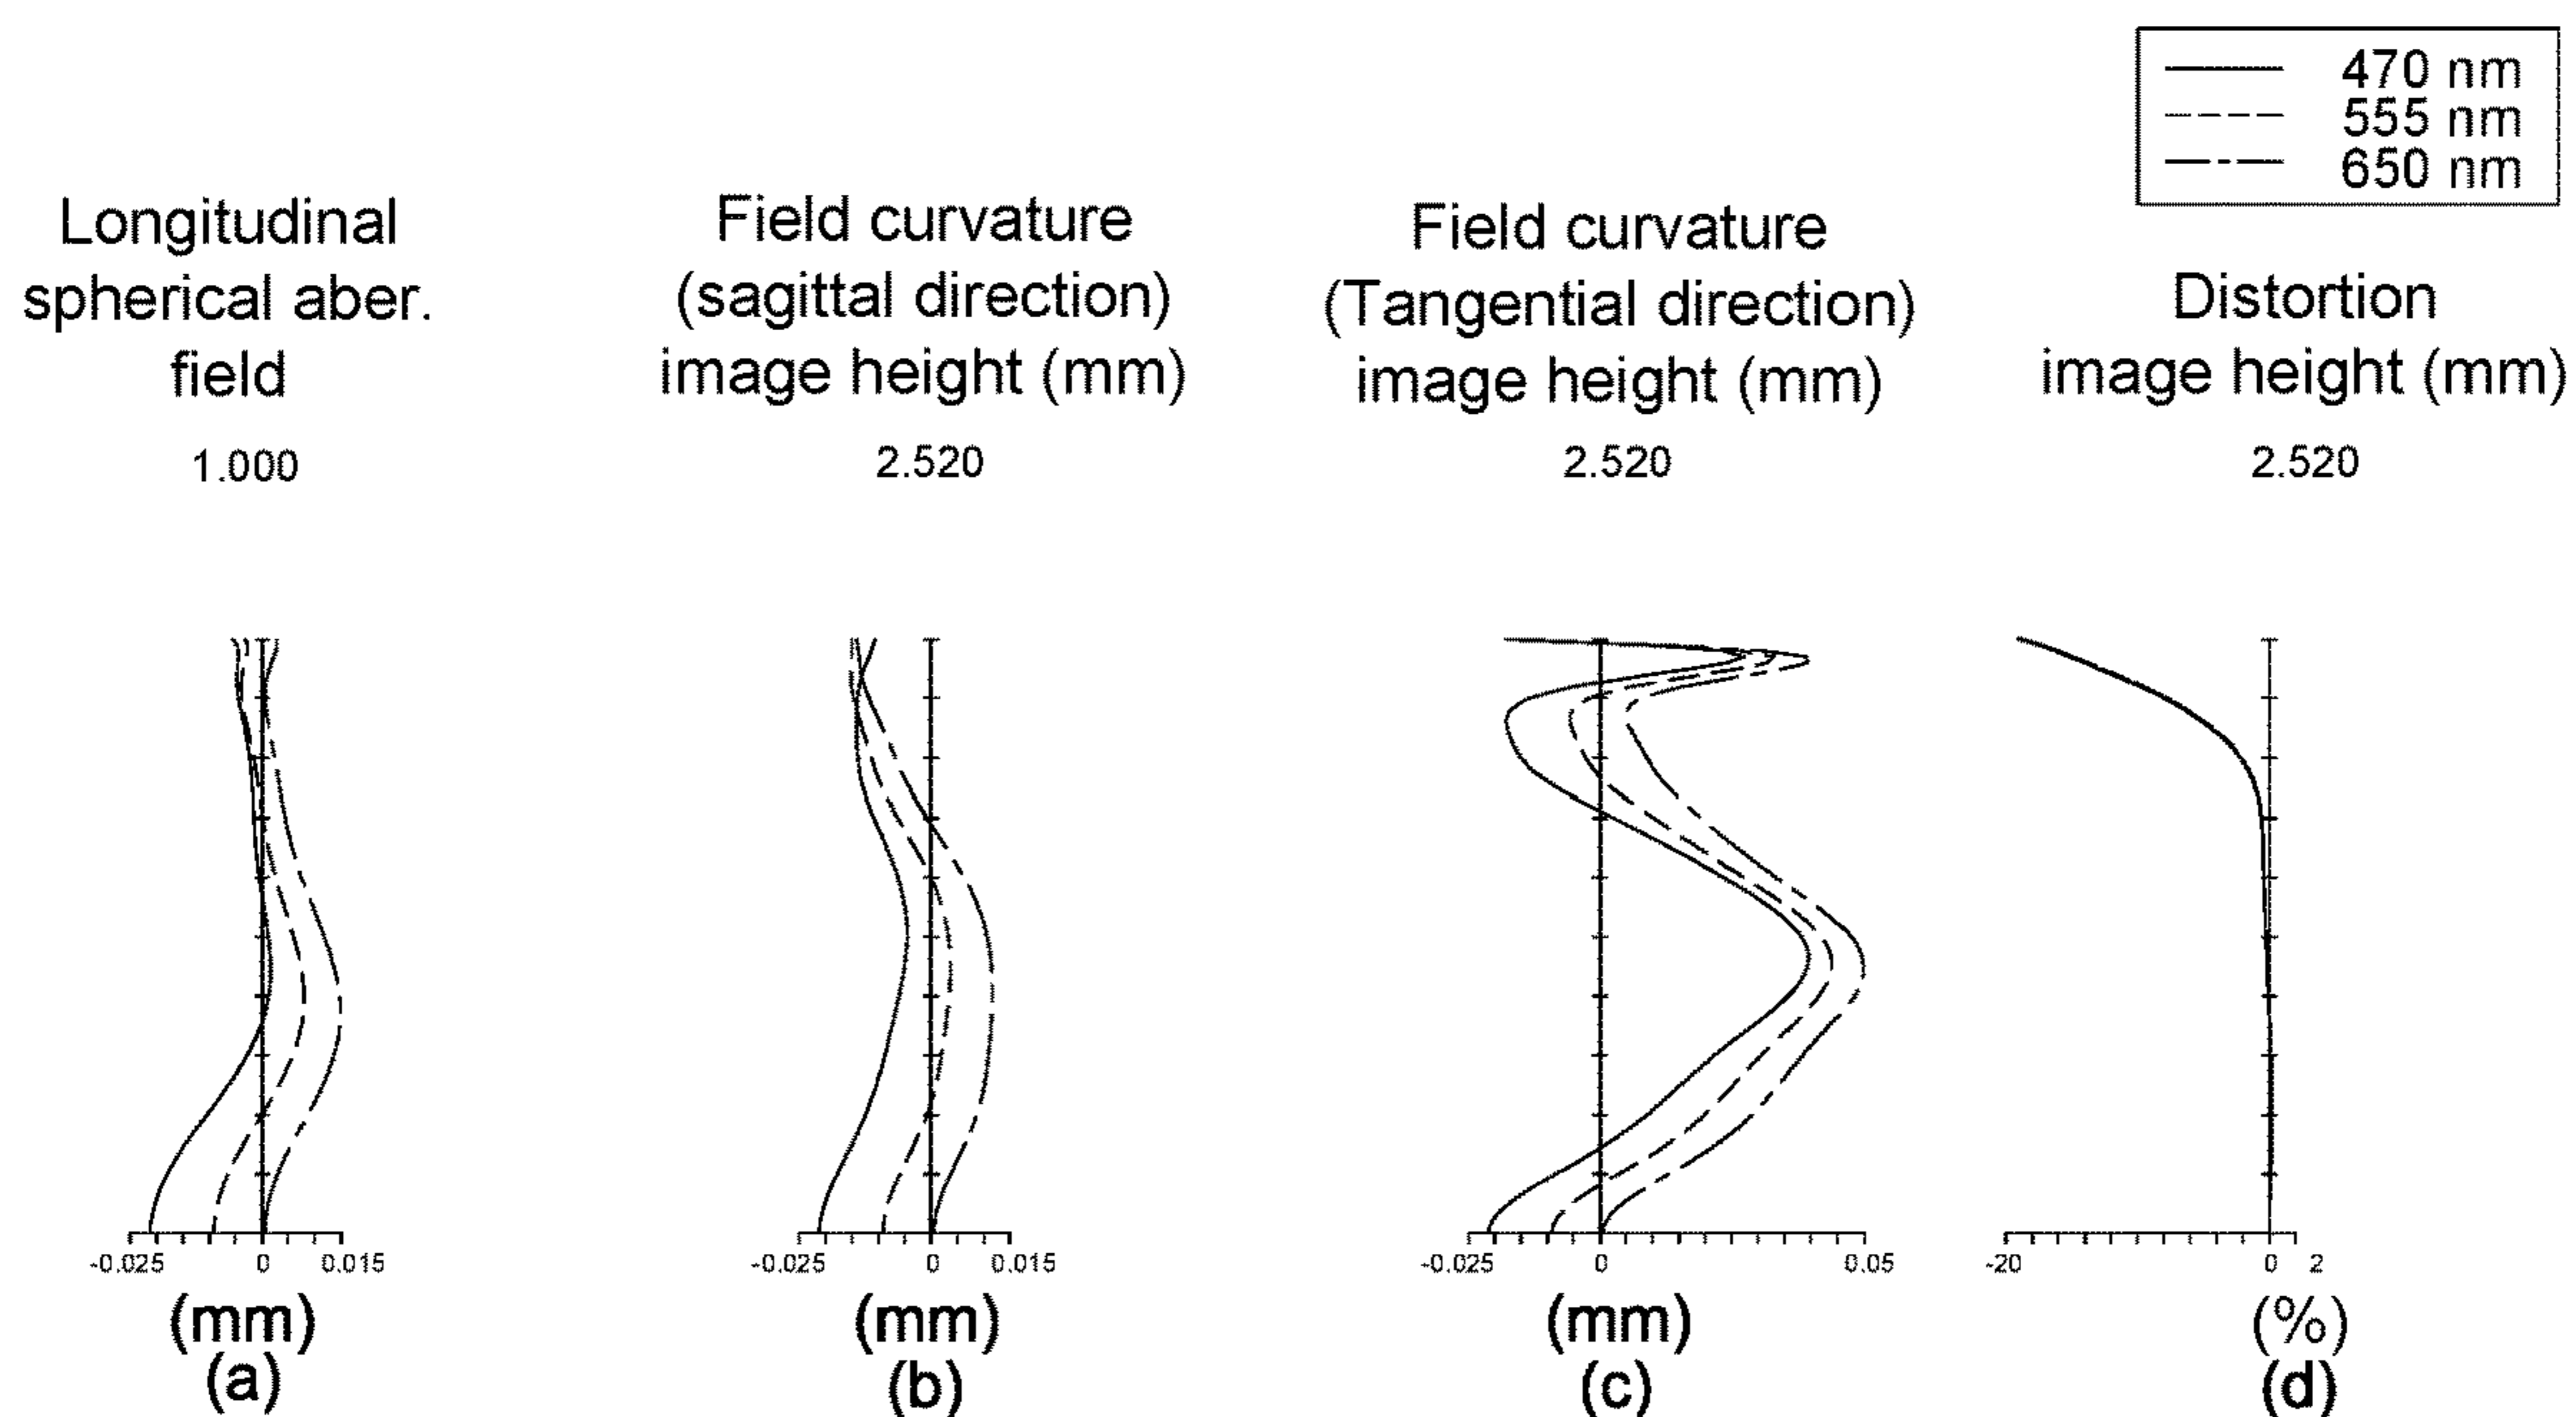 470 nm
555 nm
650 nm
Longitudinal
spherical aber.
field
1.000
Field curvature
(sagittal direction)
image height (mm)
2.520
Field curvature
(Tangential direction)
image height (mm)
2.520
Distortion
image height (mm)
2.520
-0.025 0 0.015
(mm)
(a)
-0.025 0 0.015
(mm)
(b)
-0.025 0 0.05
(mm)
(c)
-20 0 2
(%)
(d)